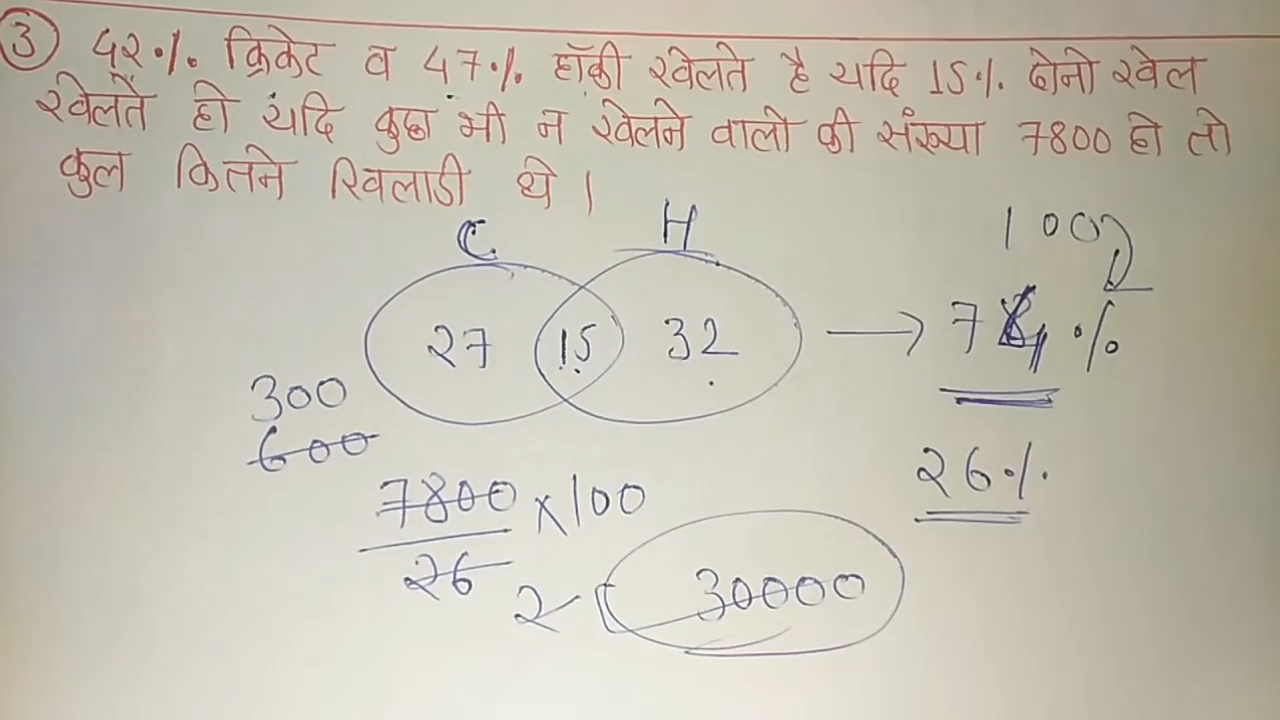 ③ 42% क्रिकेट व 47% हॉकी खेलते है यदि 15% दोनो खेल
खेलते हो यदि कुछ भी न खेलने वालो की संख्या 7800 हो तो
कुल कितने खिलाडी थे ।
C H
100
27 15 32 → 74%
300
600
26%
7800 × 100
26
2 30000